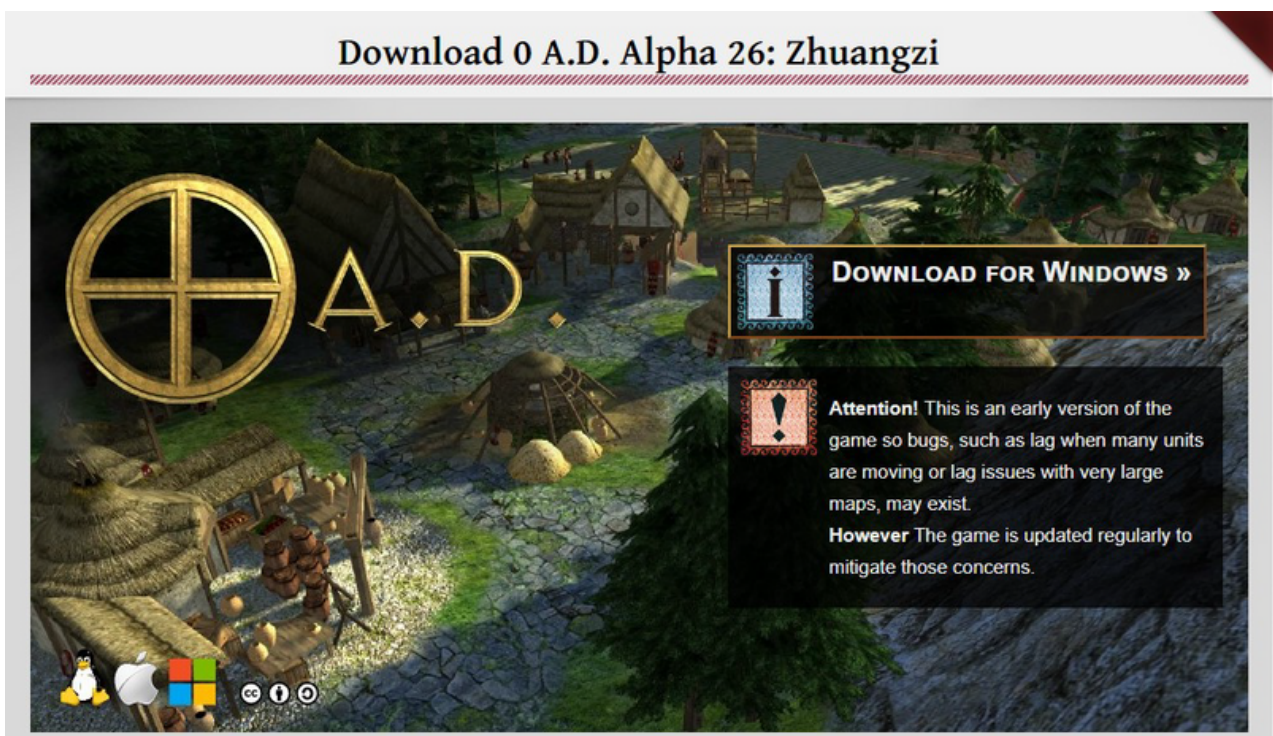 Download 0 A.D. Alpha 26: Zhuangzi
A.D.
DOWNLOAD FOR WINDOWS »
i
!
Attention! This is an early version of the
game so bugs, such as lag when many units
are moving or lag issues with very large
maps, may exist.
However The game is updated regularly to
mitigate those concerns.
cc